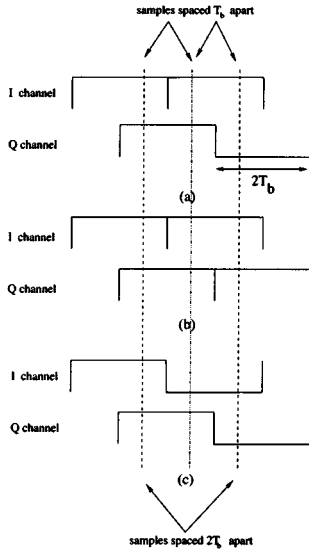 samples spaced T_b apart
I channel
Q channel
2T_b
(a)
I channel
Q channel
(b)
I channel
Q channel
(c)
samples spaced 2T_b apart